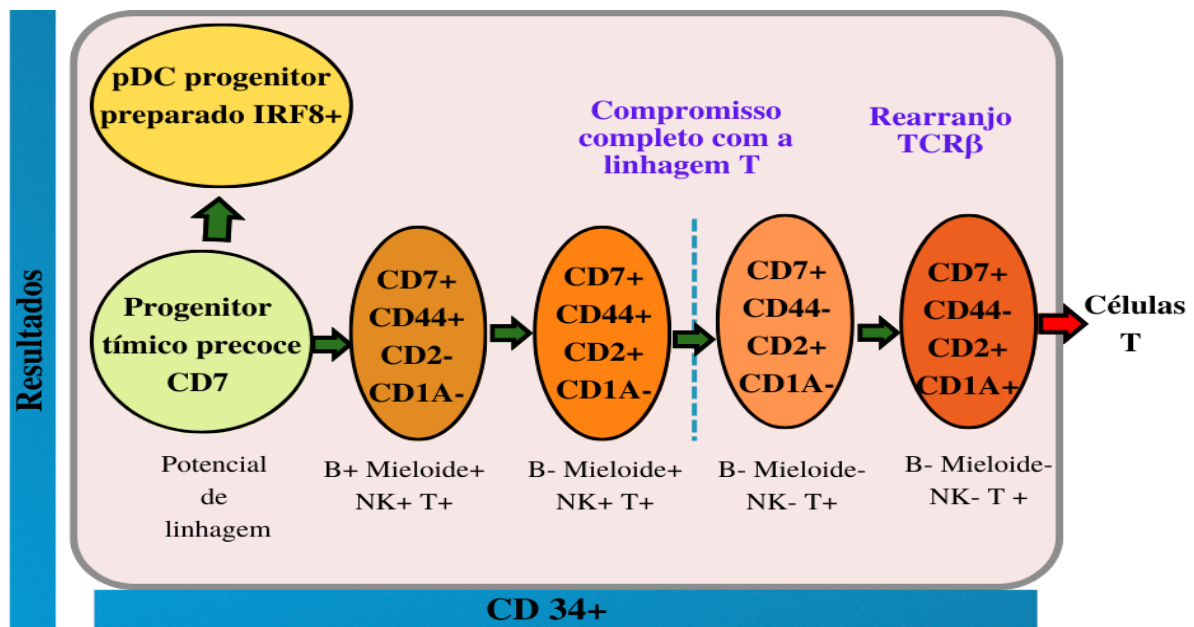 Resultados
pDC progenitor
preparado IRF8+
Compromisso
completo com a
linhagem T
Rearranjo
TCRβ
Progenitor
tímico precoce
CD7
CD7+
CD44+
CD2-
CD1A-
CD7+
CD44+
CD2+
CD1A-
CD7+
CD44-
CD2+
CD1A-
CD7+
CD44-
CD2+
CD1A+
Células
T
Potencial
de
linhagem
B+ Mieloide+
NK+ T+
B- Mieloide+
NK+ T+
B- Mieloide-
NK- T+
B- Mieloide-
NK- T +
CD 34+